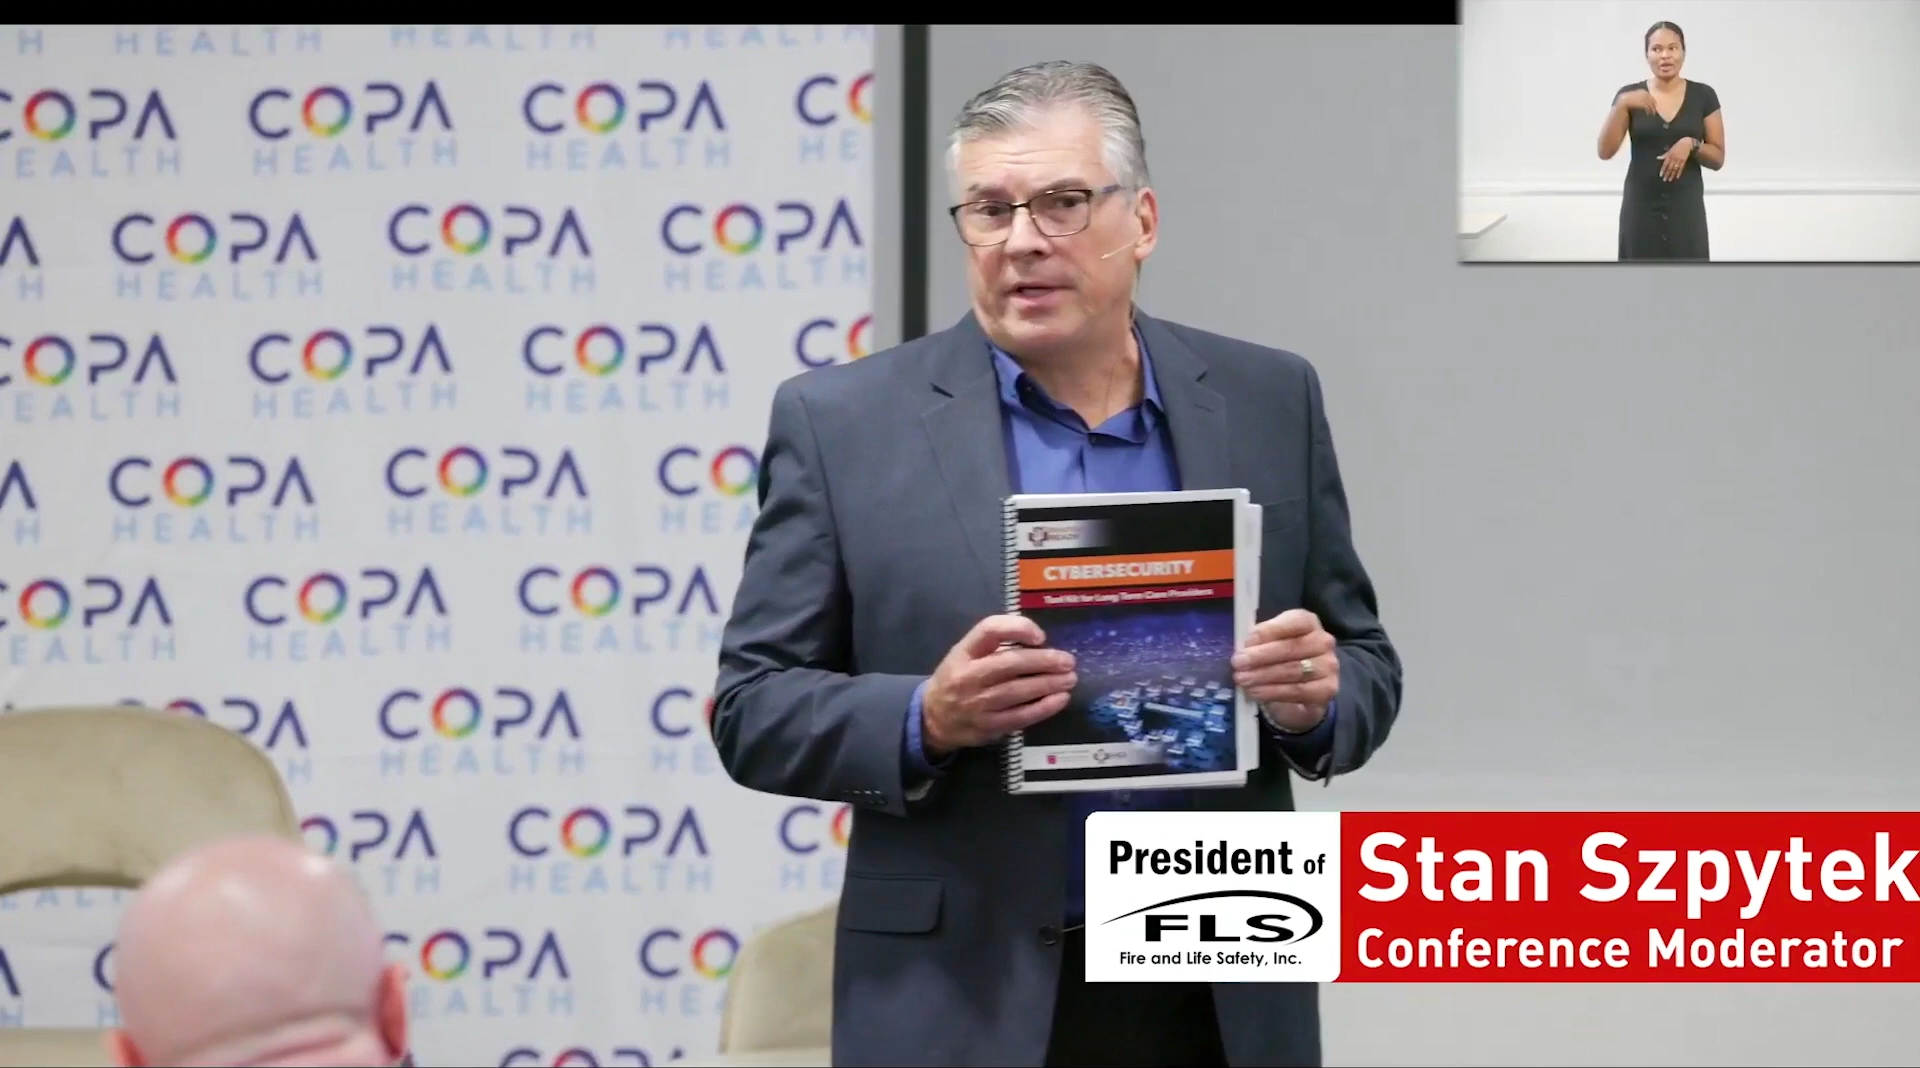 COPA
HEALTH
READY
CYBERSECURITY
Tool Kit for Long Term Care Providers
President of
FLS
Fire and Life Safety, Inc.
Stan Szpytek
Conference Moderator